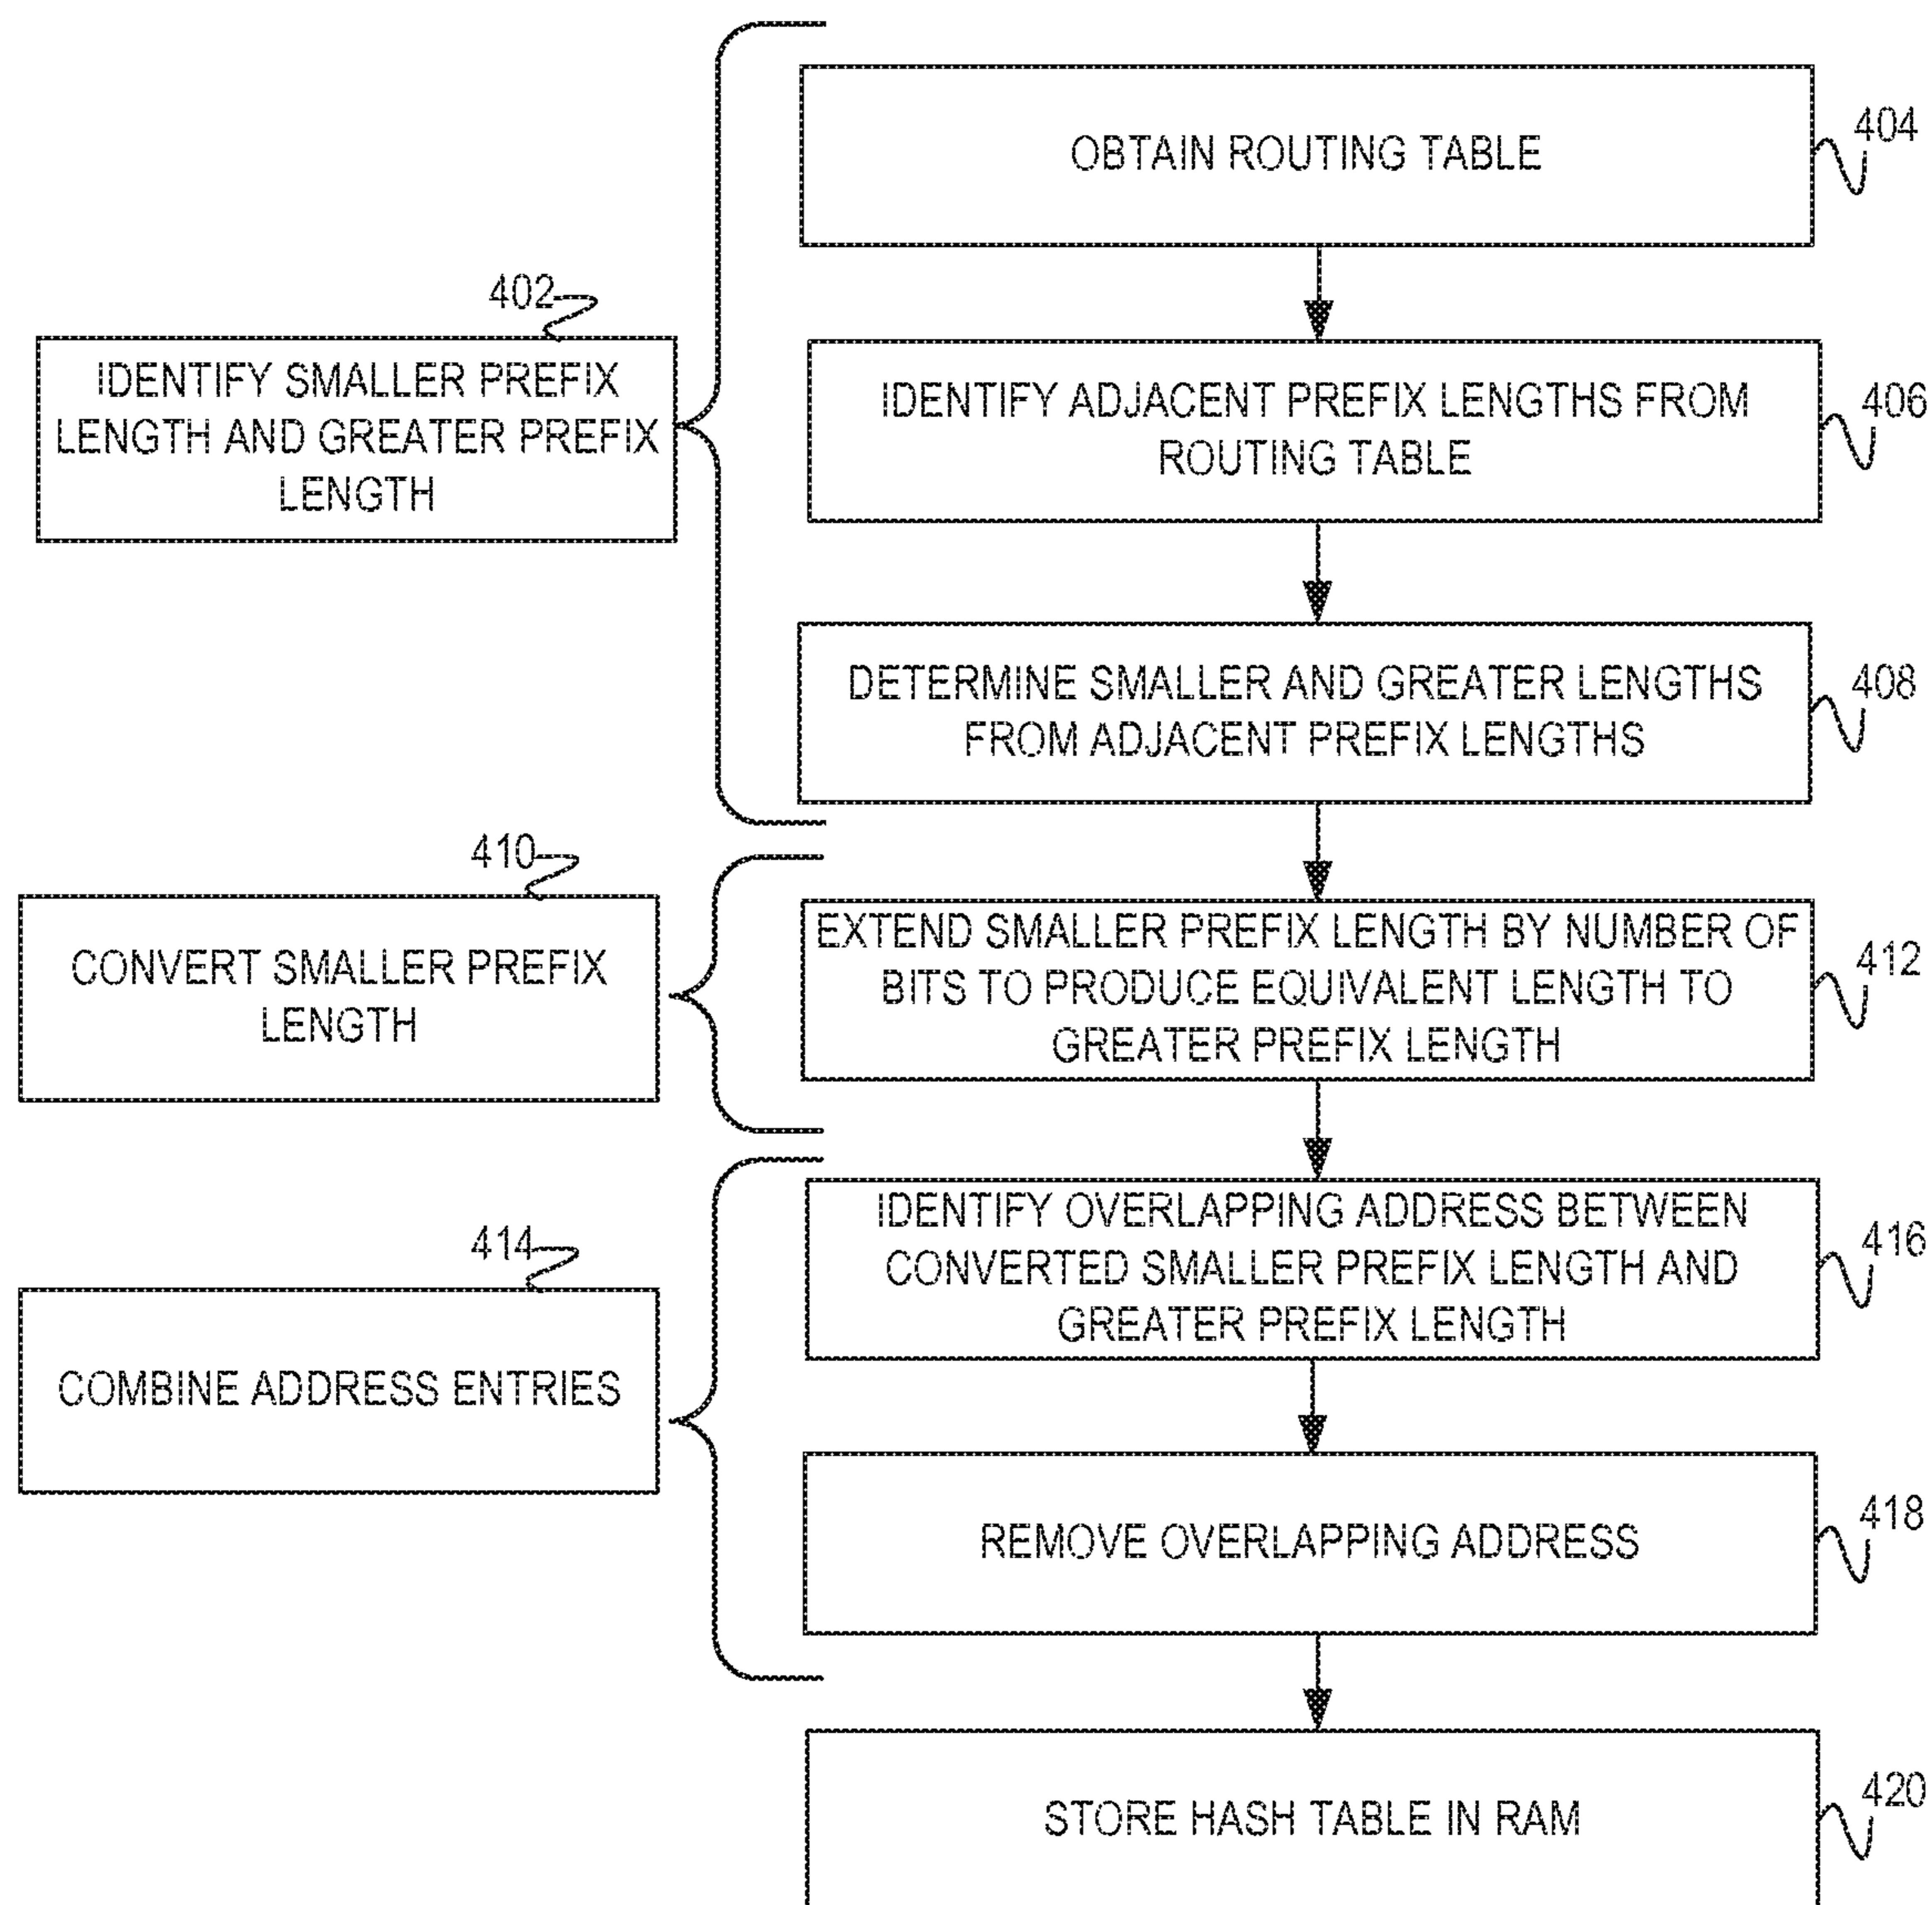 OBTAIN ROUTING TABLE
404
402
IDENTIFY SMALLER PREFIX
LENGTH AND GREATER PREFIX
LENGTH
IDENTIFY ADJACENT PREFIX LENGTHS FROM
ROUTING TABLE
406
DETERMINE SMALLER AND GREATER LENGTHS
FROM ADJACENT PREFIX LENGTHS
408
410
CONVERT SMALLER PREFIX
LENGTH
EXTEND SMALLER PREFIX LENGTH BY NUMBER OF
BITS TO PRODUCE EQUIVALENT LENGTH TO
GREATER PREFIX LENGTH
412
414
COMBINE ADDRESS ENTRIES
IDENTIFY OVERLAPPING ADDRESS BETWEEN
CONVERTED SMALLER PREFIX LENGTH AND
GREATER PREFIX LENGTH
416
REMOVE OVERLAPPING ADDRESS
418
STORE HASH TABLE IN RAM
420